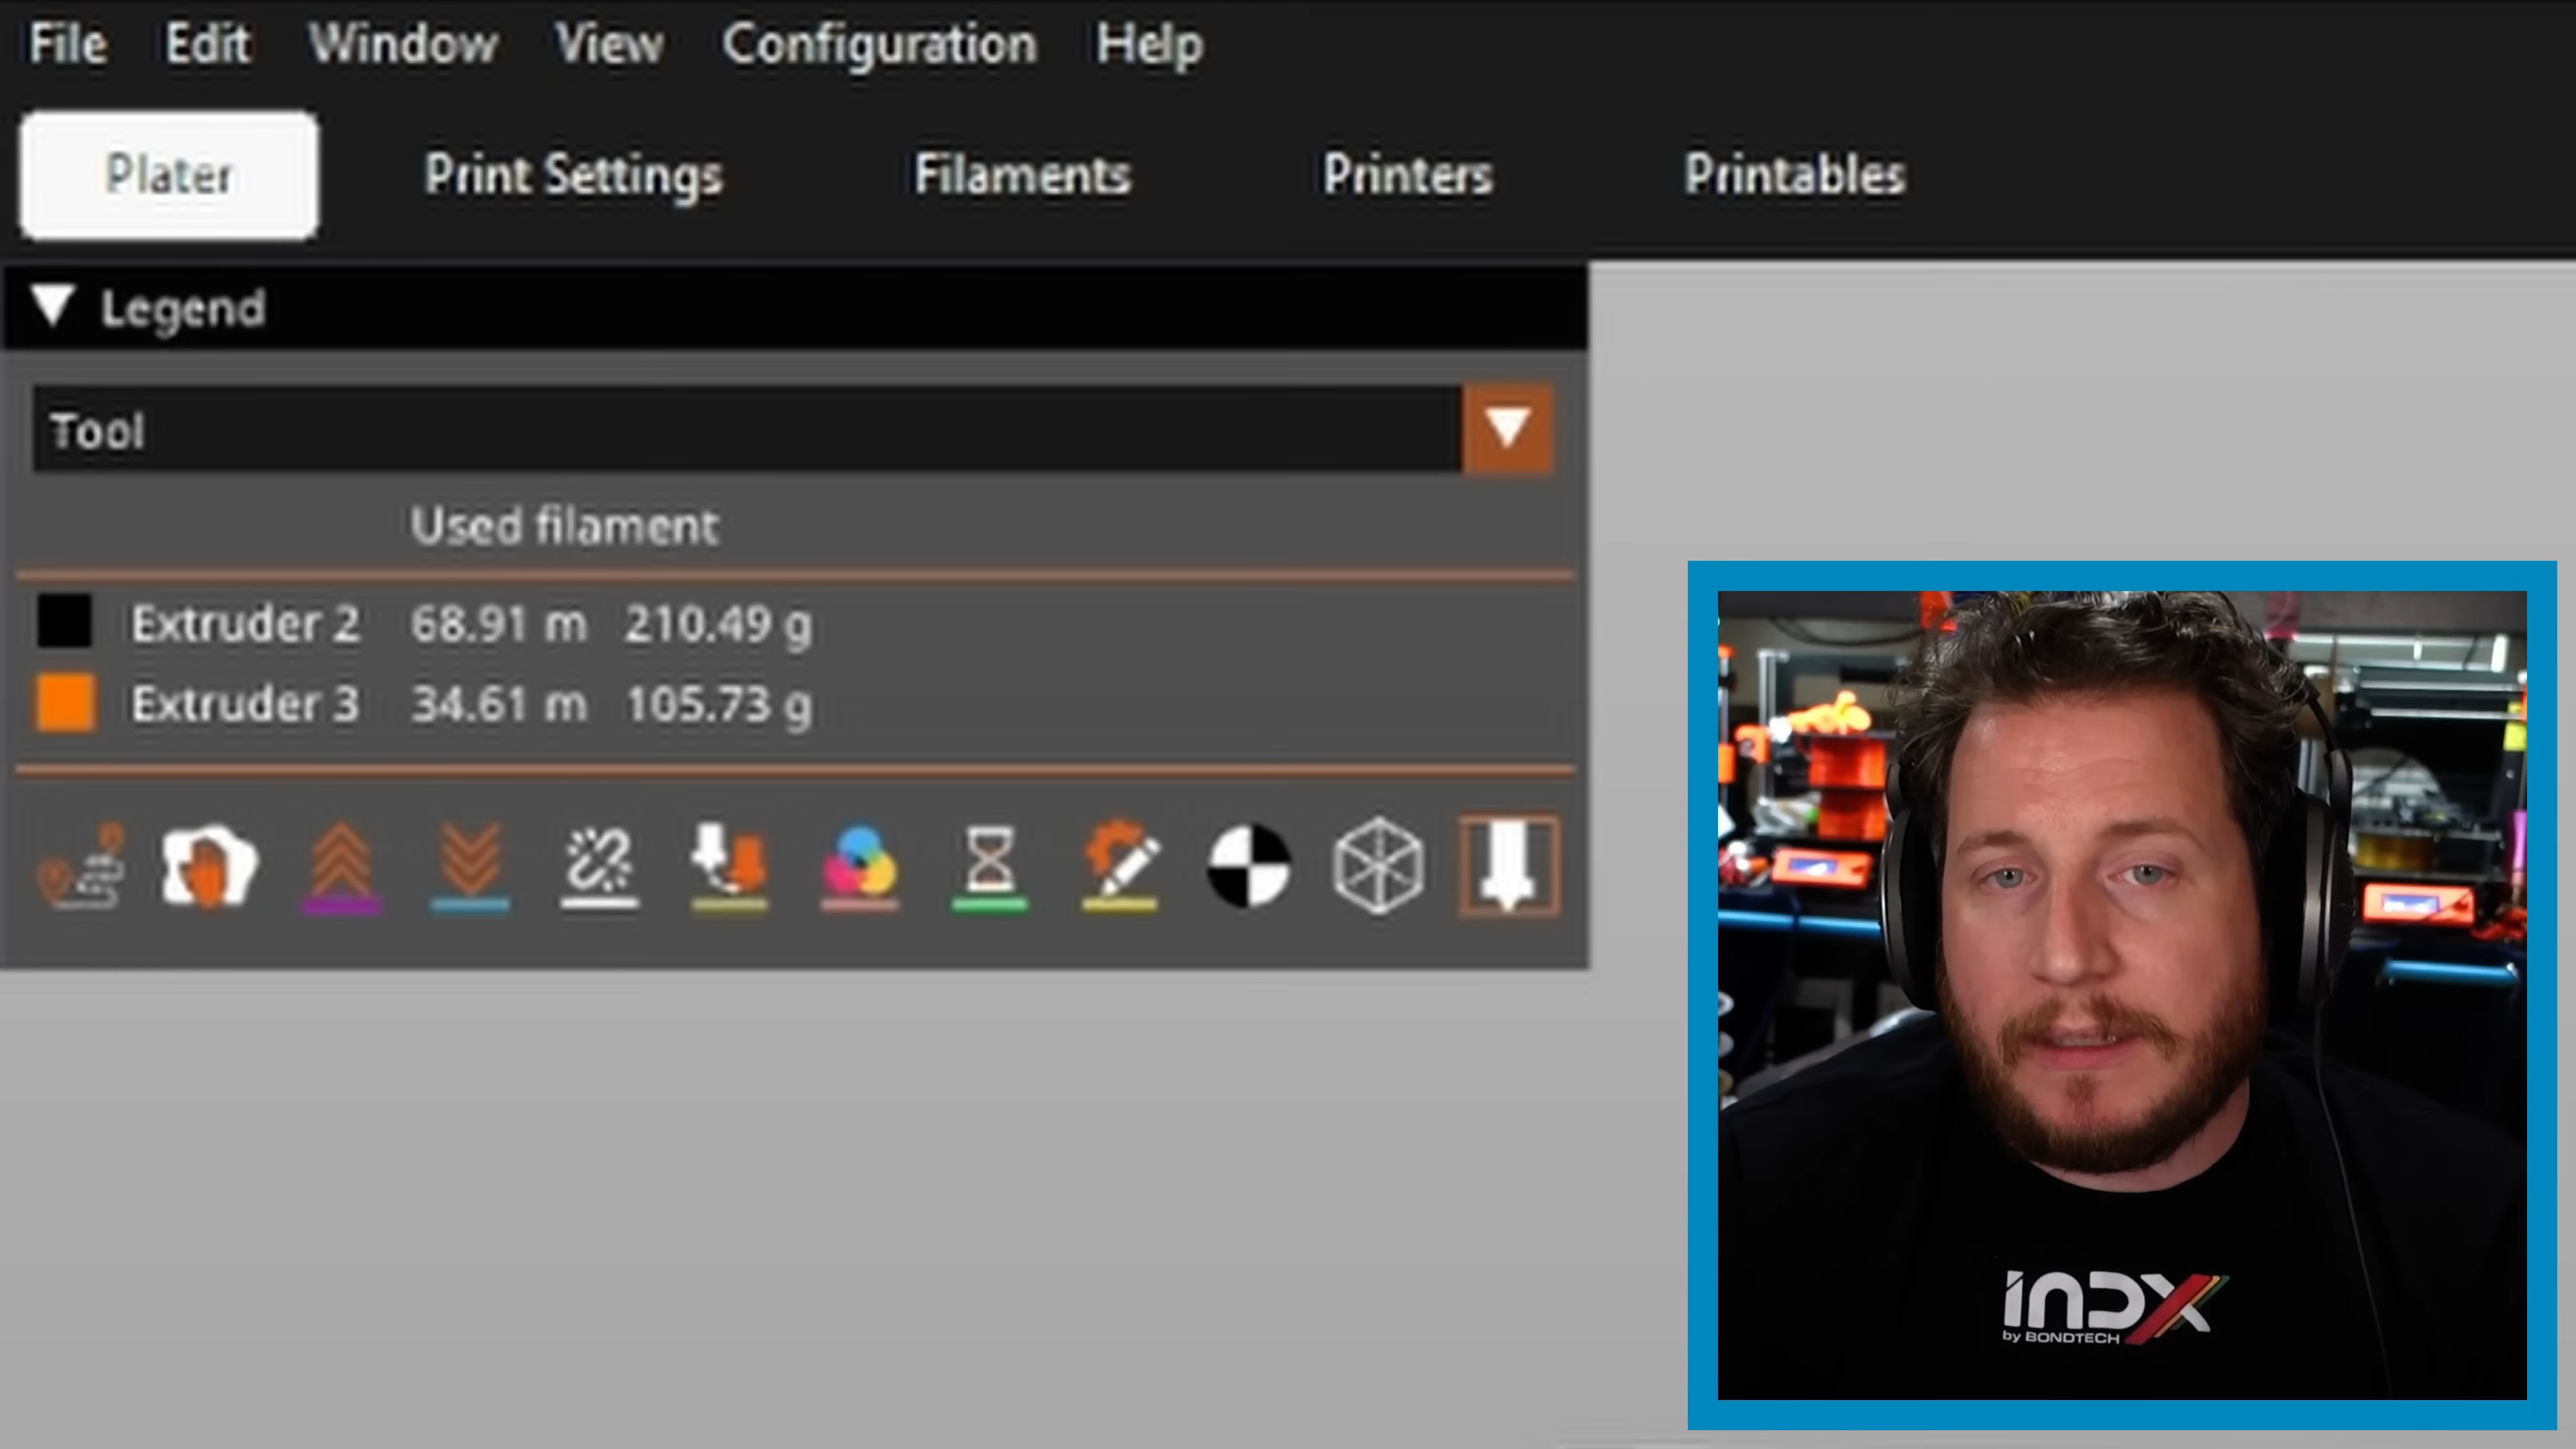 File Edit Window View Configuration Help
Plater Print Settings Filaments Printers Printables
Legend
Tool
Used filament
Extruder 2 68.91 m 210.49 g
Extruder 3 34.61 m 105.73 g
INDX
by BONDTECH